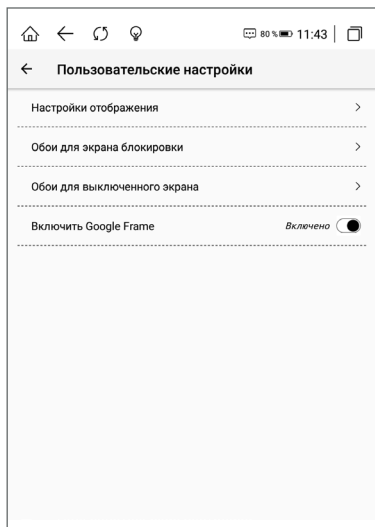 80 % 11:43
Пользовательские настройки
Настройки отображения
Обои для экрана блокировки
Обои для выключенного экрана
Включить Google Frame Включено